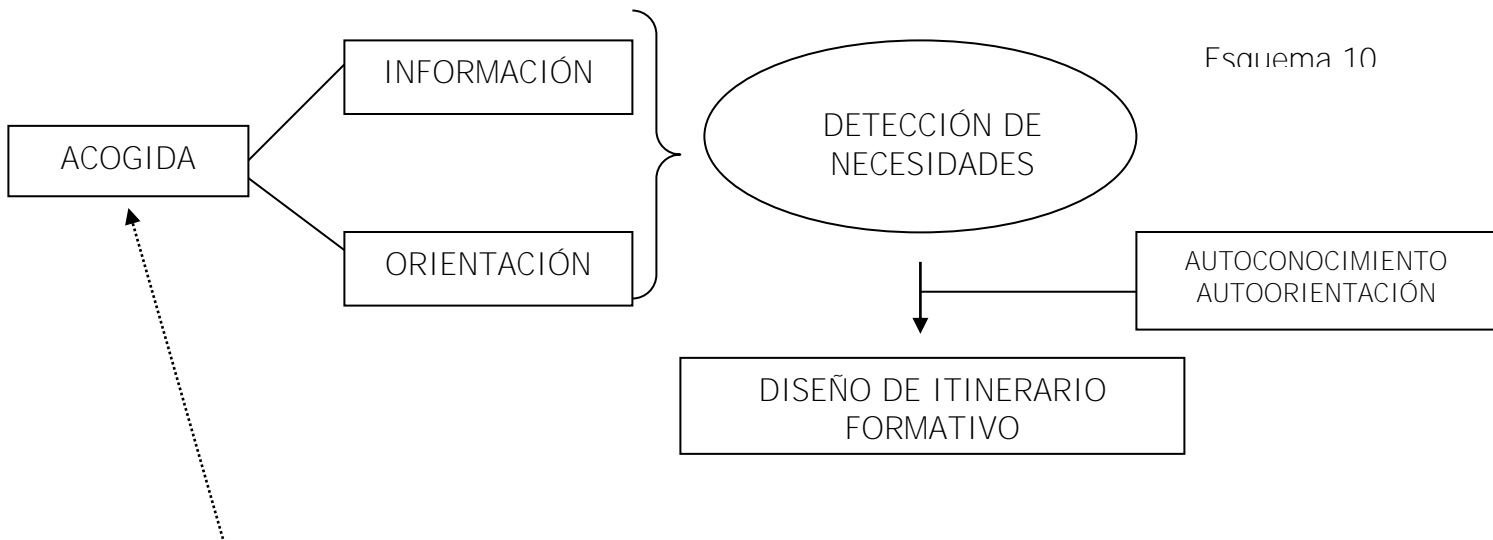 Esquema 10
INFORMACIÓN
ACOGIDA
ORIENTACIÓN
DETECCIÓN DE
NECESIDADES
AUTOCONOCIMIENTO
AUTOORIENTACIÓN
DISEÑO DE ITINERARIO
FORMATIVO